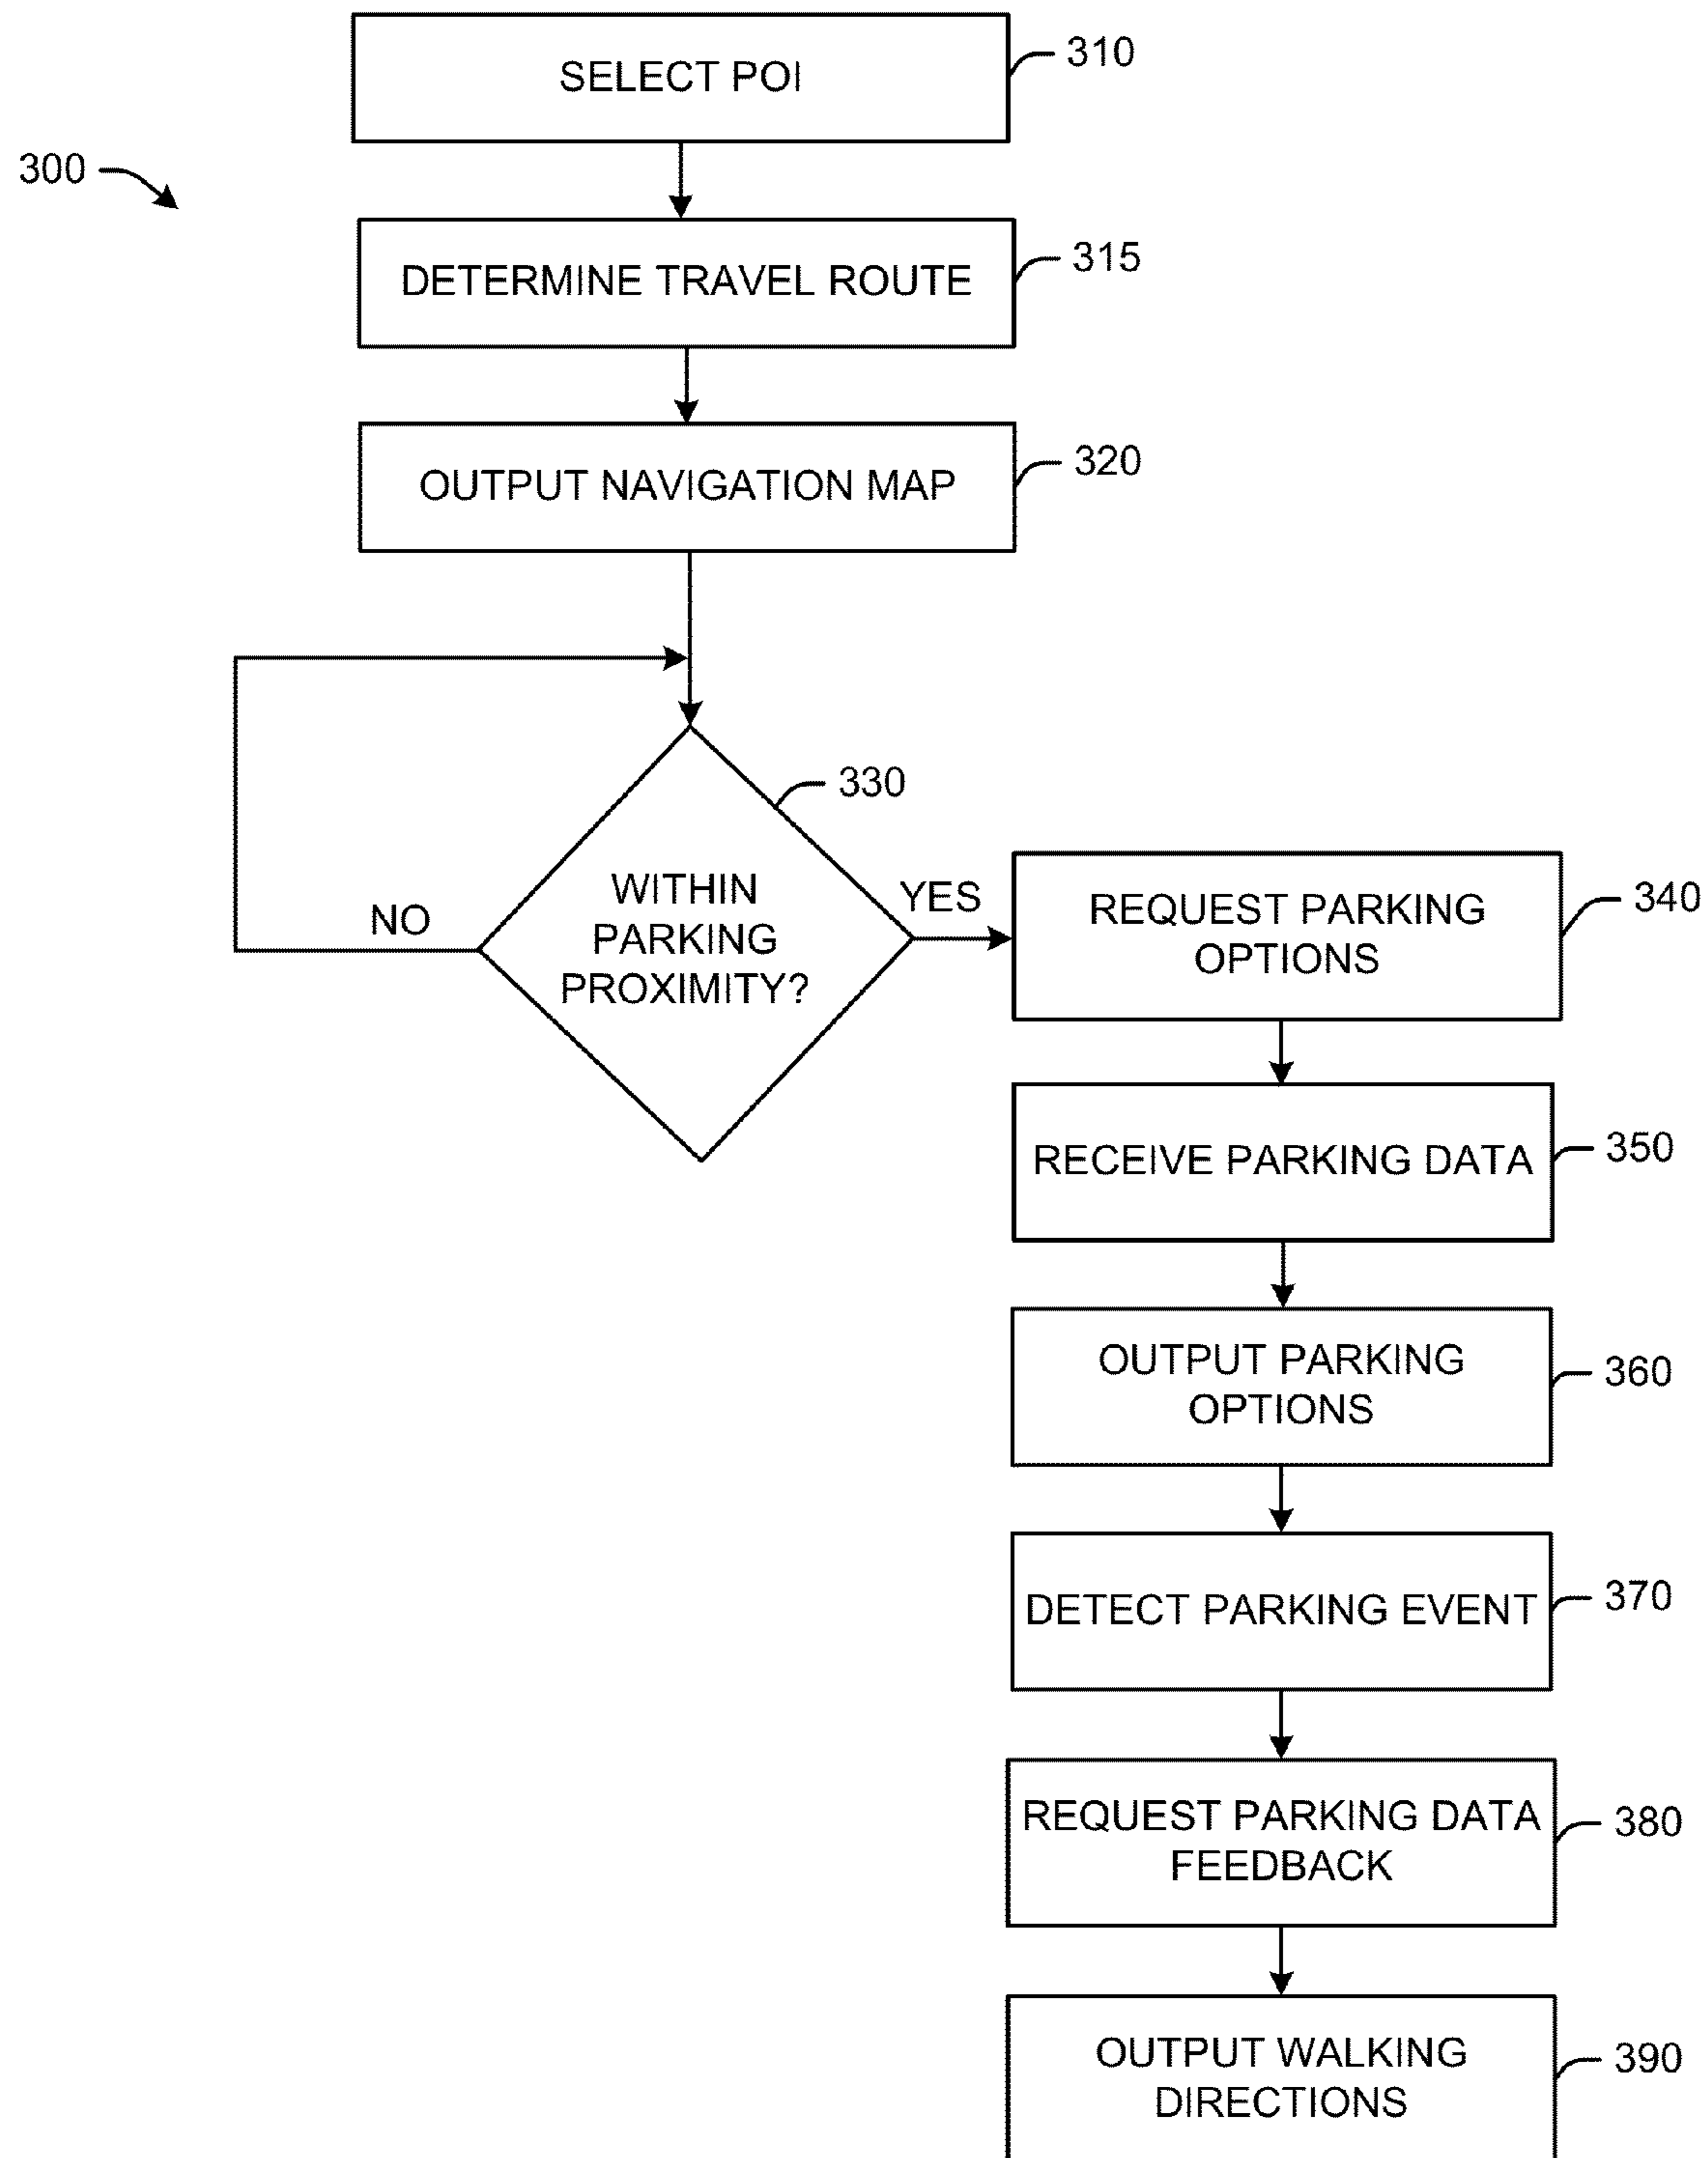 SELECT POI
310
300
DETERMINE TRAVEL ROUTE
315
OUTPUT NAVIGATION MAP
320
330
WITHIN
PARKING
PROXIMITY?
NO
YES
REQUEST PARKING
OPTIONS
340
RECEIVE PARKING DATA
350
OUTPUT PARKING
OPTIONS
360
DETECT PARKING EVENT
370
REQUEST PARKING DATA
FEEDBACK
380
OUTPUT WALKING
DIRECTIONS
390